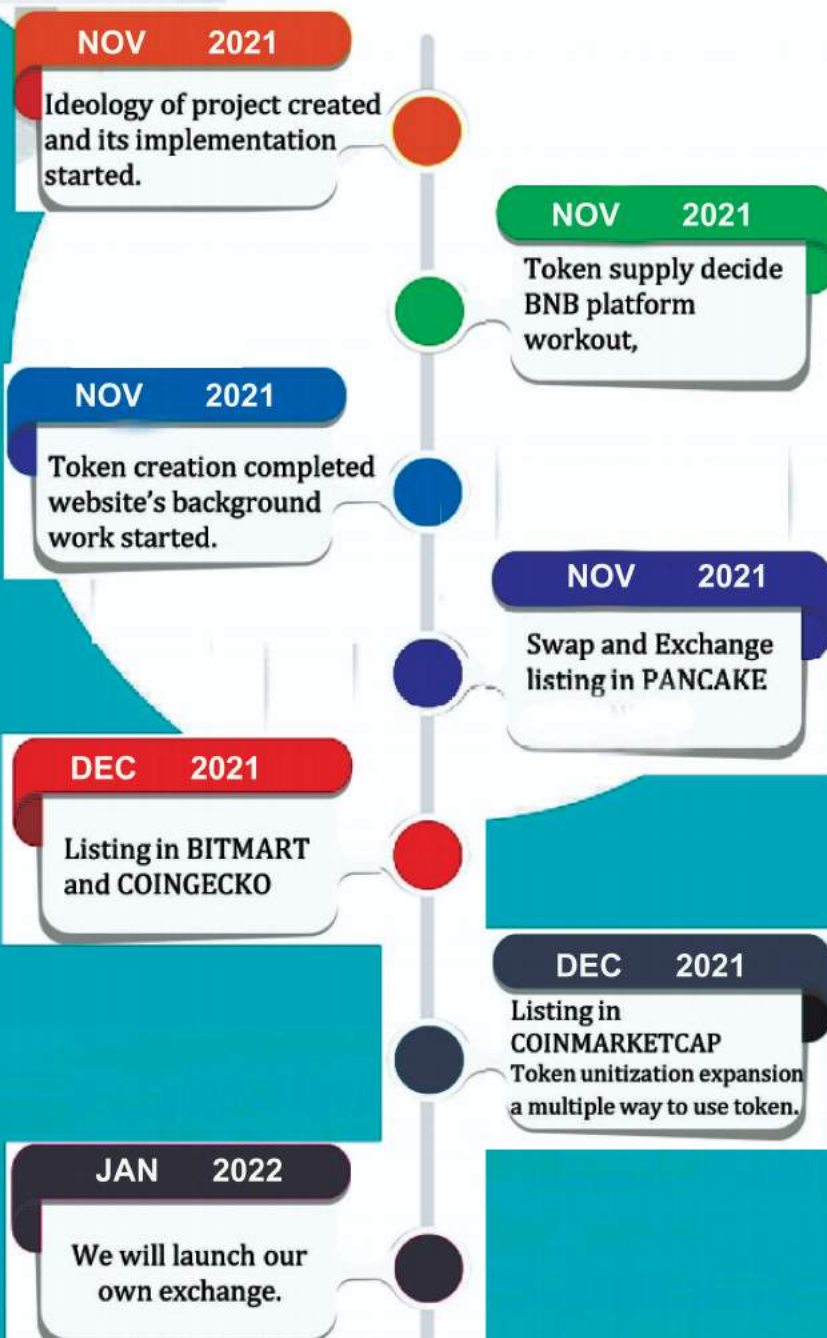 NOV 2021
Ideology of project created
and its implementation
started.
NOV 2021
Token supply decide
BNB platform
workout,
NOV 2021
Token creation completed
website's background
work started.
NOV 2021
Swap and Exchange
listing in PANCAKE
DEC 2021
Listing in BITMART
and COINGECKO
DEC 2021
Listing in
COINMARKETCAP
Token unitization expansion
a multiple way to use token.
JAN 2022
We will launch our
own exchange.